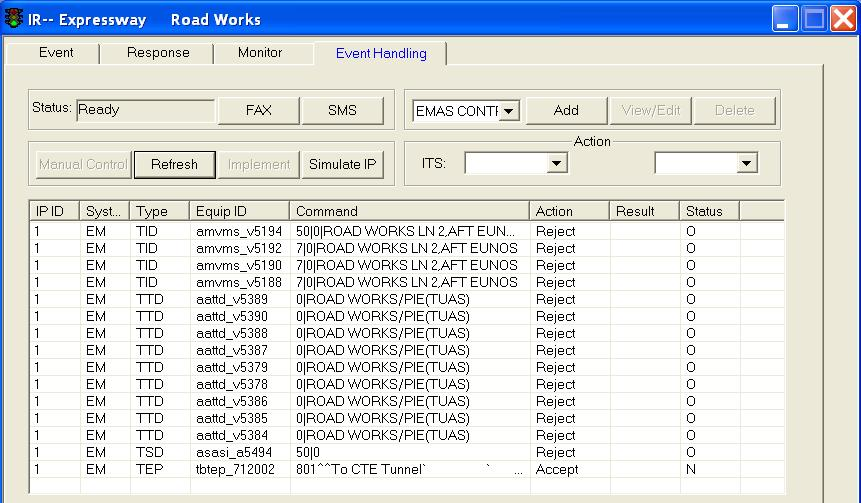 IR-- Expressway Road Works
Event Response Monitor Event Handling
Status: Ready FAX SMS EMAS CONTF Add View/Edit Delete
Action
Manual Control Refresh Implement Simulate IP ITS:
IP ID Syst... Type Equip ID Command Action Result Status
1 EM TID amvms_v5194 50|0|ROAD WORKS LN 2,AFT EUN... Reject O
1 EM TID amvms_v5192 7|0|ROAD WORKS LN 2,AFT EUNOS Reject O
1 EM TID amvms_v5190 7|0|ROAD WORKS LN 2,AFT EUNOS Reject O
1 EM TID amvms_v5188 7|0|ROAD WORKS LN 2,AFT EUNOS Reject O
1 EM TTD aattd_v5389 0|ROAD WORKS/PIE(TUAS) Reject O
1 EM TTD aattd_v5390 0|ROAD WORKS/PIE(TUAS) Reject O
1 EM TTD aattd_v5388 0|ROAD WORKS/PIE(TUAS) Reject O
1 EM TTD aattd_v5387 0|ROAD WORKS/PIE(TUAS) Reject O
1 EM TTD aattd_v5379 0|ROAD WORKS/PIE(TUAS) Reject O
1 EM TTD aattd_v5378 0|ROAD WORKS/PIE(TUAS) Reject O
1 EM TTD aattd_v5386 0|ROAD WORKS/PIE(TUAS) Reject O
1 EM TTD aattd_v5385 0|ROAD WORKS/PIE(TUAS) Reject O
1 EM TTD aattd_v5384 0|ROAD WORKS/PIE(TUAS) Reject O
1 EM TSD asasi_a5494 50|0 Reject O
1 EM TEP tbtep_712002 801^^To CTE Tunnel` ` ... Accept N